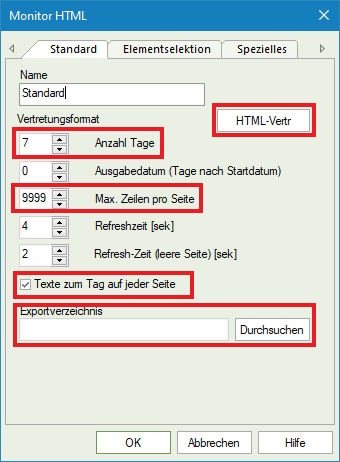 Monitor HTML
Standard Elementselektion Spezielles
Name
Standard
Vertretungsformat
HTML-Vertr
7 Anzahl Tage
0 Ausgabedatum (Tage nach Startdatum)
9999 Max. Zeilen pro Seite
4 Refreshzeit [sek]
2 Refresh-Zeit (leere Seite) [sek]
Texte zum Tag auf jeder Seite
Exportverzeichnis
Durchsuchen
OK Abbrechen Hilfe